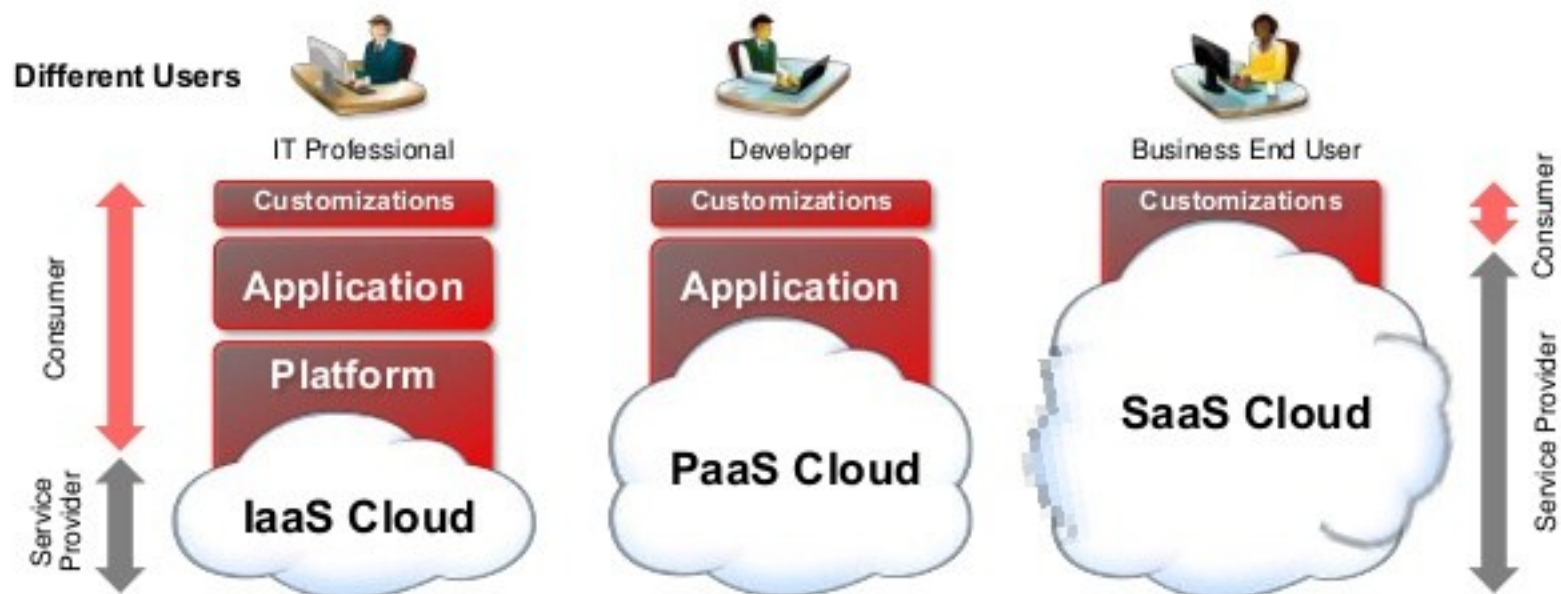 Different Users
IT Professional
Developer
Business End User
Customizations
Customizations
Customizations
Consumer
Application
Application
Consumer
Platform
SaaS Cloud
PaaS Cloud
Service Provider
IaaS Cloud
Service
Provider